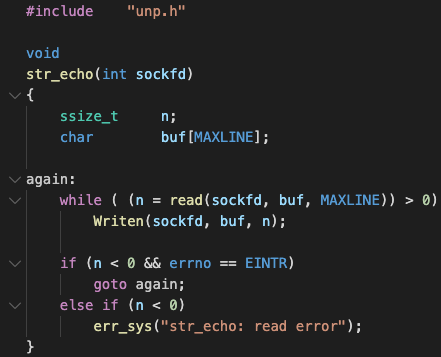 #include    "unp.h"
void
str_echo(int sockfd)
{
    ssize_t     n;
    char        buf[MAXLINE];
again:
    while ( (n = read(sockfd, buf, MAXLINE)) > 0)
        Writen(sockfd, buf, n);
    if (n < 0 && errno == EINTR)
        goto again;
    else if (n < 0)
        err_sys("str_echo: read error");
}